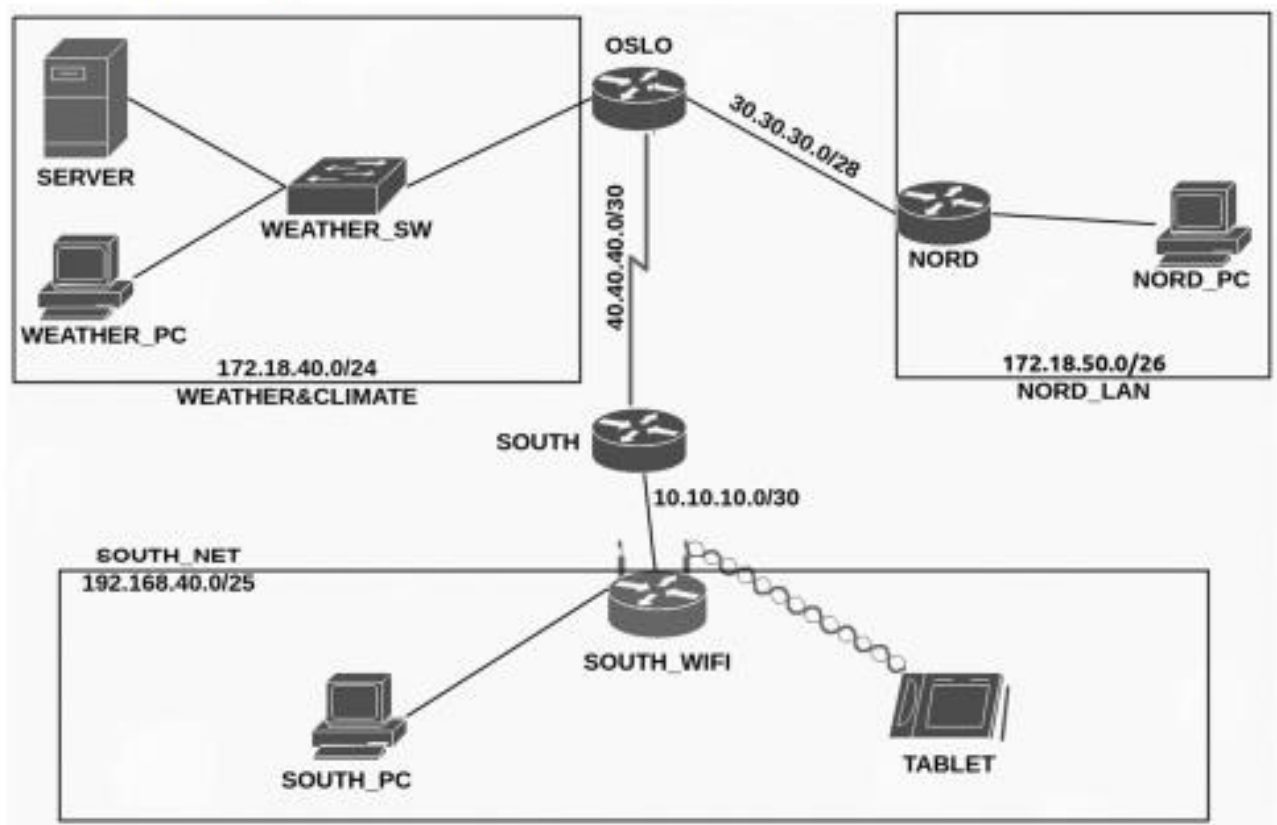 OSLO
SERVER
30.30.30.0/28
WEATHER_SW
40.40.40.0/30
NORD
NORD_PC
WEATHER_PC
172.18.40.0/24
WEATHER&CLIMATE
172.18.50.0/26
NORD_LAN
SOUTH
10.10.10.0/30
SOUTH_NET
192.168.40.0/25
SOUTH_WIFI
SOUTH_PC
TABLET